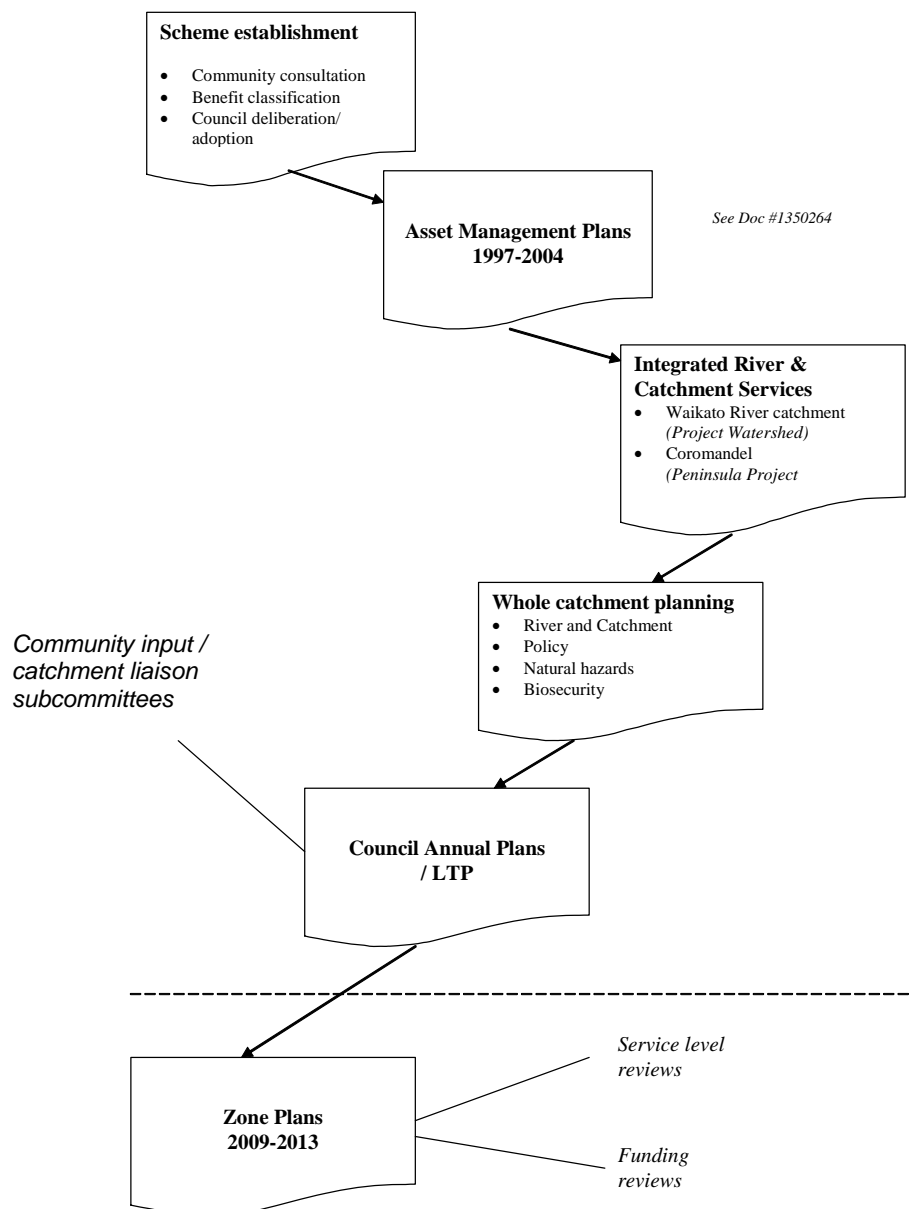 Scheme establishment
• Community consultation
• Benefit classification
• Council deliberation/
adoption
Asset Management Plans
1997-2004
See Doc #1350264
Integrated River &
Catchment Services
• Waikato River catchment
(Project Watershed)
• Coromandel
(Peninsula Project
Whole catchment planning
• River and Catchment
• Policy
• Natural hazards
• Biosecurity
Community input /
catchment liaison
subcommittees
Council Annual Plans
/ LTP
Service level
reviews
Zone Plans
2009-2013
Funding
reviews